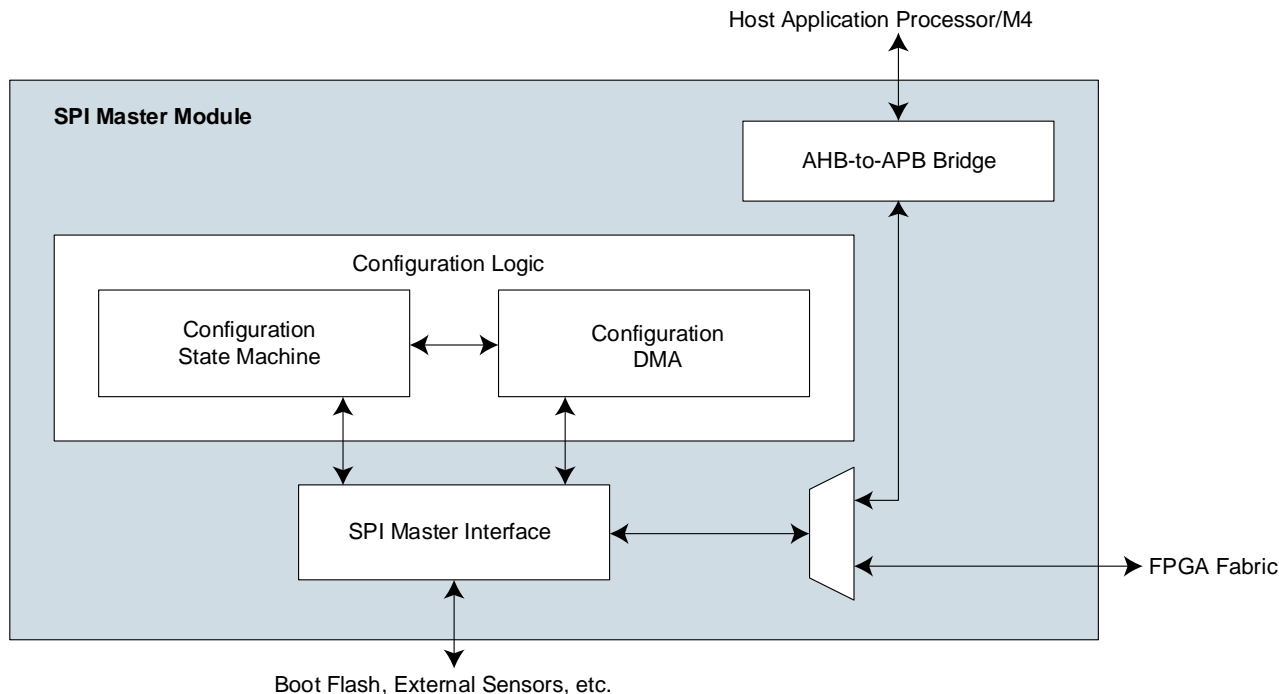 Host Application Processor/M4
SPI Master Module
AHB-to-APB Bridge
Configuration Logic
Configuration
State Machine
Configuration
DMA
SPI Master Interface
FPGA Fabric
Boot Flash, External Sensors, etc.